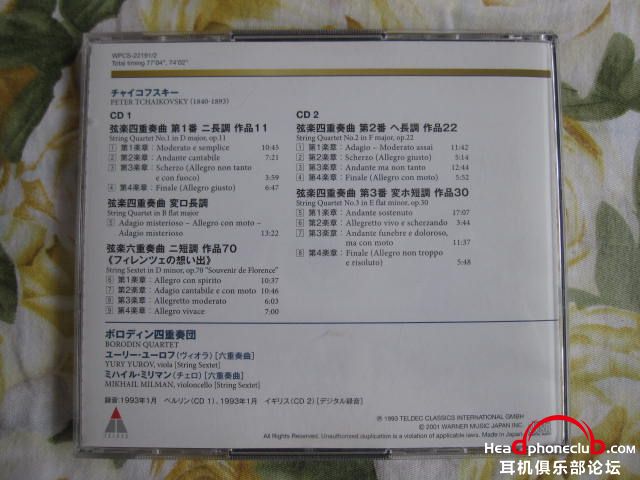 WPCS-22191/2
Total timing 77'04", 74'02"
チャイコフスキー
PETER TCHAIKOVSKY (1840-1893)
CD 1
弦楽四重奏曲 第1番 ニ長調 作品11
String Quartet No.1 in D major, op.11
1 第1楽章：Moderato e semplice 10:45
2 第2楽章：Andante cantabile 7:21
3 第3楽章：Scherzo (Allegro non tanto
e con fuoco) 3:59
4 第4楽章：Finale (Allegro giusto) 6:47
弦楽四重奏曲 変ロ長調
String Quartet in B flat major
5 Adagio misterioso – Allegro con moto –
Adagio misterioso 13:22
弦楽六重奏曲 ニ短調 作品70
《フィレンツェの想い出》
String Sextet in D minor, op.70 "Souvenir de Florence"
6 第1楽章：Allegro con spirito 10:37
7 第2楽章：Adagio cantabile e con moto 10:46
8 第3楽章：Allegretto moderato 6:03
9 第4楽章：Allegro vivace 7:00
CD 2
弦楽四重奏曲 第2番 ヘ長調 作品22
String Quartet No.2 in F major, op.22
1 第1楽章：Adagio – Moderato assai 11:42
2 第2楽章：Scherzo (Allegro giusto) 5:14
3 第3楽章：Andante ma non tanto 12:44
4 第4楽章：Finale (Allegro con moto) 5:52
弦楽四重奏曲 第3番 変ホ短調 作品30
String Quartet No.3 in E flat minor, op.30
5 第1楽章：Andante sostenuto 17:07
6 第2楽章：Allegretto vivo e scherzando 3:44
7 第3楽章：Andante funebre e doloroso,
ma con moto 11:37
8 第4楽章：Finale (Allegro non troppo
e risoluto) 5:48
ボロディン四重奏団
BORODIN QUARTET
ユーリー・ユーロフ(ヴィオラ)[六重奏曲]
YURY YUROV, viola [String Sextet]
ミハイル・ミリマン(チェロ)[六重奏曲]
MIKHAIL MILMAN, violoncello [String Sextet]
録音：1993年1月 ベルリン(CD 1)、1993年1月 イギリス(CD 2)[デジタル録音]
TELDEC
℗ 1993 TELDEC CLASSICS INTERNATIONAL GMBH
© 2001 WARNER MUSIC JAPAN INC.
All Rights Reserved. Unauthorized duplication is a violation of applicable laws. Made in Japan.
Headphoneclub.com
耳机俱乐部论坛